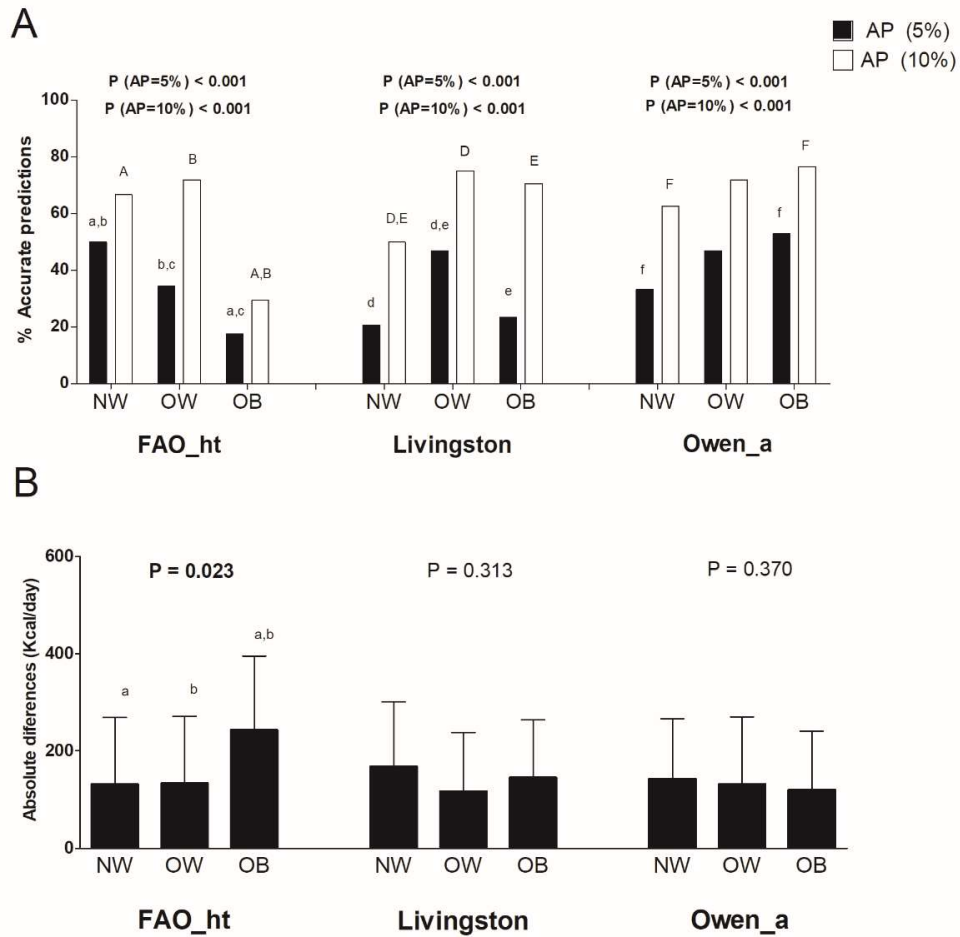 A
AP (5%)
AP (10%)
P (AP=5%) < 0.001
P (AP=10%) < 0.001
P (AP=5%) < 0.001
P (AP=10%) < 0.001
P (AP=5%) < 0.001
P (AP=10%) < 0.001
% Accurate predictions
100
80
60
40
20
0
a,b
A
b,c
B
a,c
A,B
d
D,E
d,e
D
e
E
f
F
f
F
NW OW OB
NW OW OB
NW OW OB
FAO_ht
Livingston
Owen_a
B
Absolute diferences (Kcal/day)
600
400
200
0
P = 0.023
P = 0.313
P = 0.370
a
b
a,b
NW OW OB
NW OW OB
NW OW OB
FAO_ht
Livingston
Owen_a